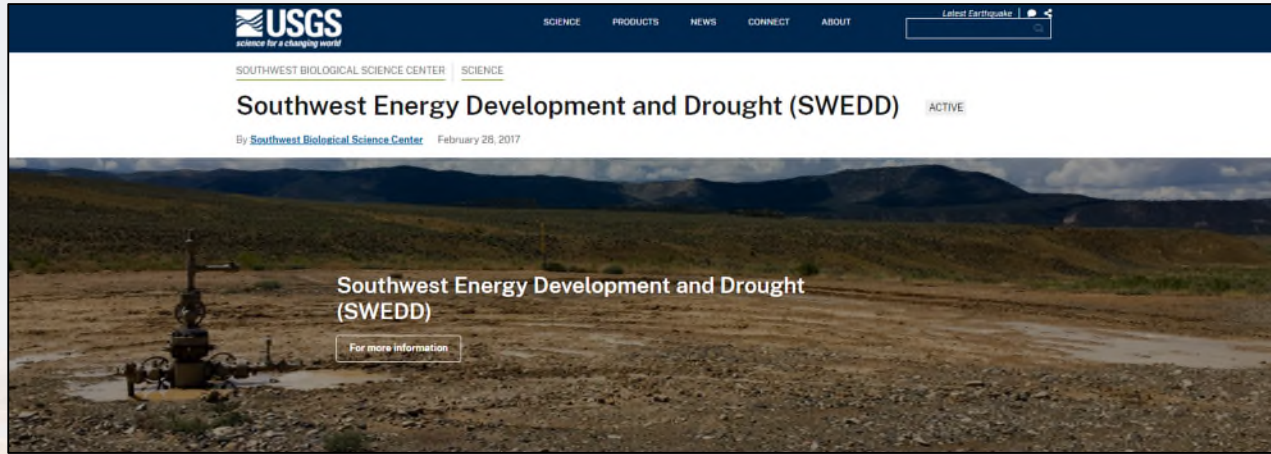 USGS
science for a changing world
SCIENCE PRODUCTS NEWS CONNECT ABOUT
Latest Earthquake
SOUTHWEST BIOLOGICAL SCIENCE CENTER SCIENCE
Southwest Energy Development and Drought (SWEDD) ACTIVE
By Southwest Biological Science Center February 28, 2017
Southwest Energy Development and Drought
(SWEDD)
For more information